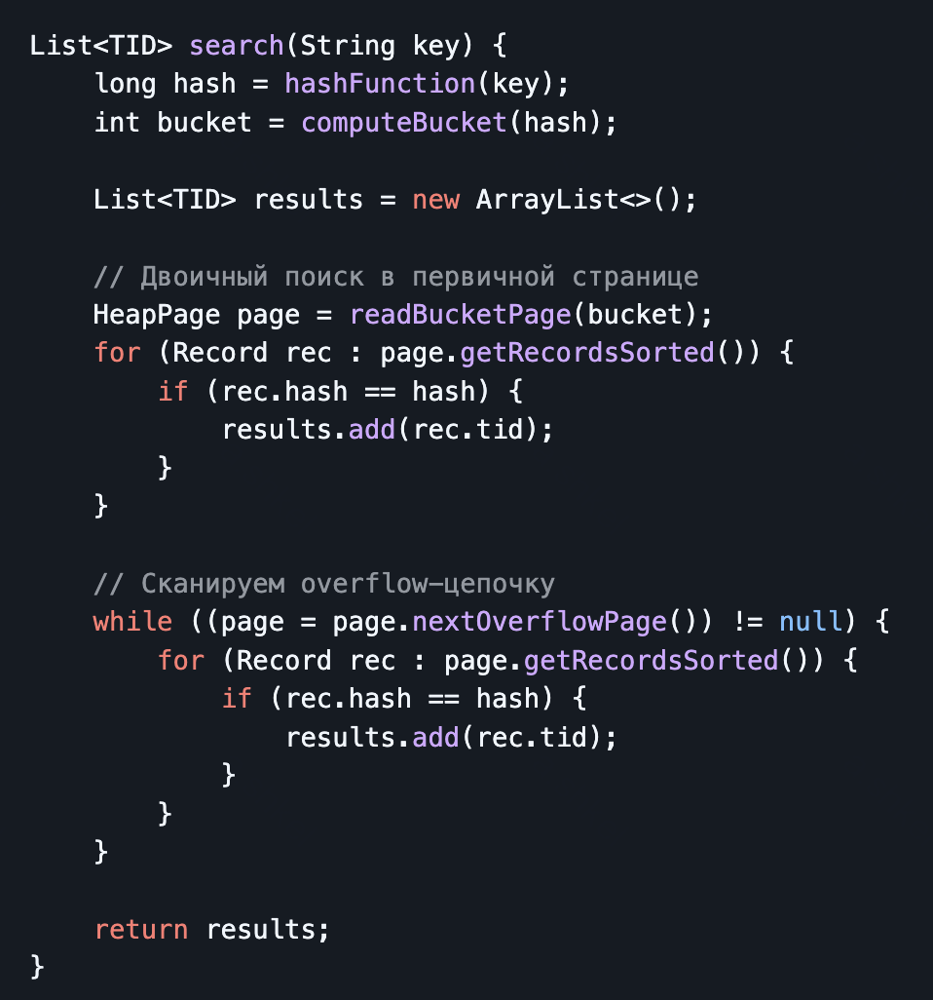 List<TID> search(String key) {
    long hash = hashFunction(key);
    int bucket = computeBucket(hash);

    List<TID> results = new ArrayList<>();

    // Двоичный поиск в первичной странице
    HeapPage page = readBucketPage(bucket);
    for (Record rec : page.getRecordsSorted()) {
        if (rec.hash == hash) {
            results.add(rec.tid);
        }
    }

    // Сканируем overflow-цепочку
    while ((page = page.nextOverflowPage()) != null) {
        for (Record rec : page.getRecordsSorted()) {
            if (rec.hash == hash) {
                results.add(rec.tid);
            }
        }
    }

    return results;
}